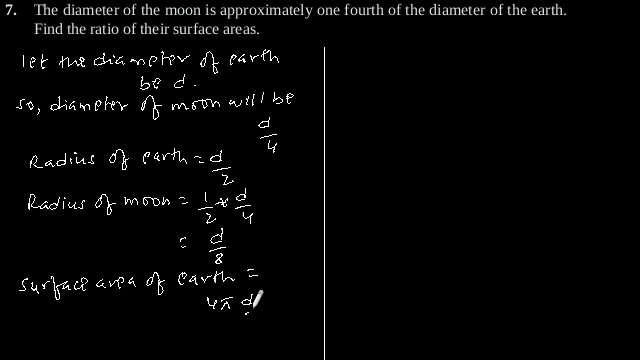 7. The diameter of the moon is approximately one fourth of the diameter of the earth.
Find the ratio of their surface areas.
let the diameter of earth
be d.
so, diameter of moon will be
d/4
Radius of earth = d/2
Radius of moon = 1/2 × d/4
= d/8
surface area of earth =
4π d